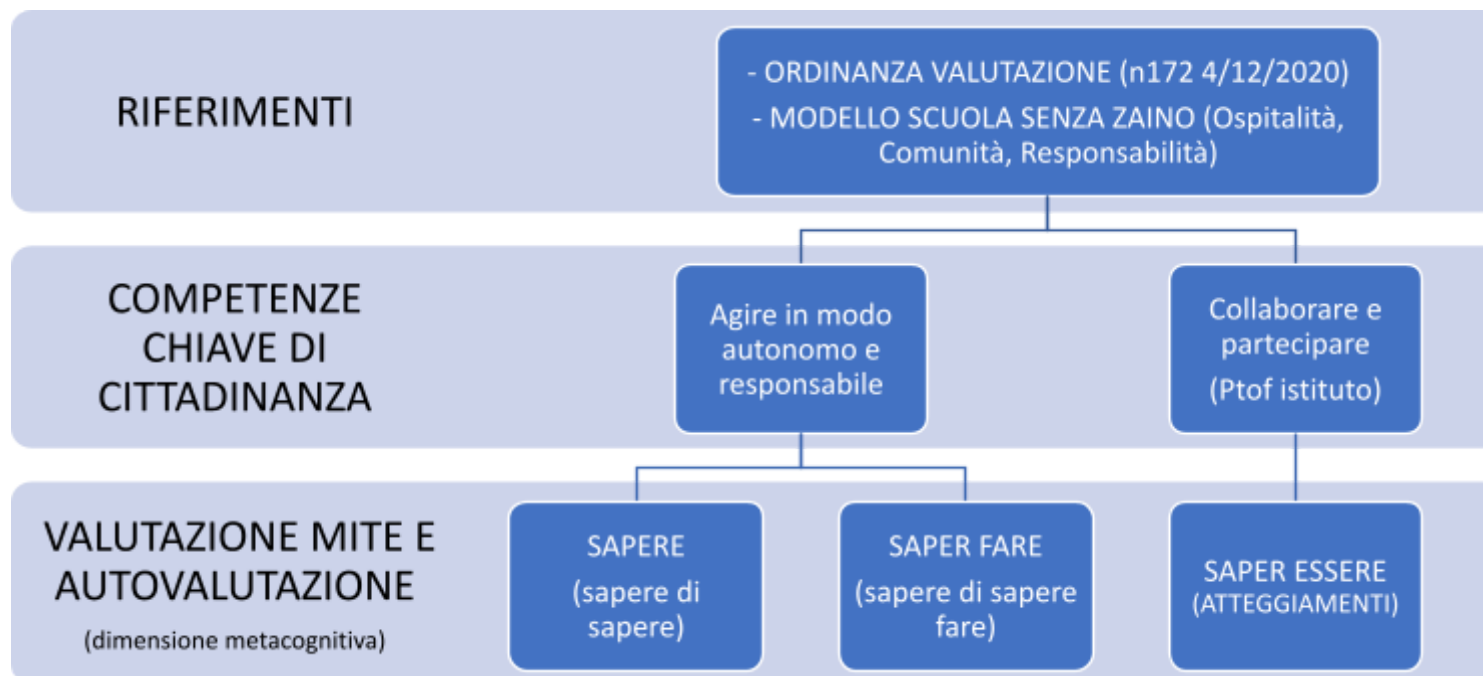 RIFERIMENTI
- ORDINANZA VALUTAZIONE (n172 4/12/2020)
- MODELLO SCUOLA SENZA ZAINO (Ospitalità,
Comunità, Responsabilità)
COMPETENZE
CHIAVE DI
CITTADINANZA
Agire in modo
autonomo e
responsabile
Collaborare e
partecipare
(Ptof istituto)
VALUTAZIONE MITE E
AUTOVALUTAZIONE
(dimensione metacognitiva)
SAPERE
(sapere di
sapere)
SAPER FARE
(sapere di sapere
fare)
SAPER ESSERE
(ATTEGGIAMENTI)